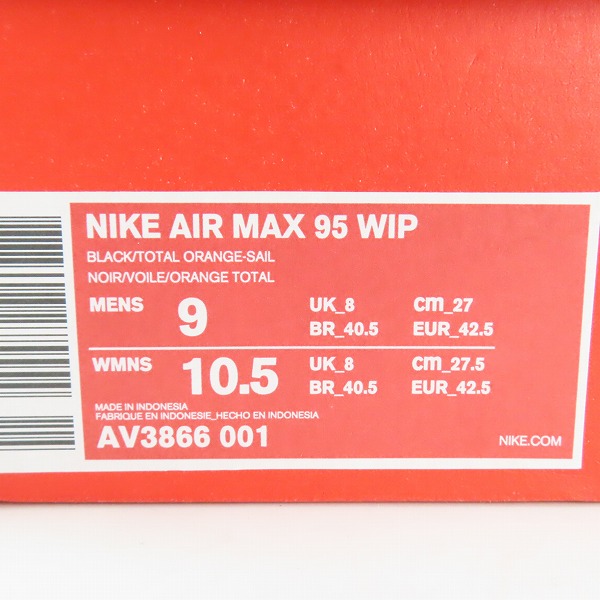 NIKE AIR MAX 95 WIP
BLACK/TOTAL ORANGE-SAIL
NOIR/VOILE/ORANGE TOTAL
MENS 9 UK_8 cm_27
BR_40.5 EUR_42.5
WMNS 10.5 UK_8 cm_27.5
BR_40.5 EUR_42.5
MADE IN INDONESIA
FABRIQUE EN INDONESIE_HECHO EN INDONESIA
AV3866 001 NIKE.COM